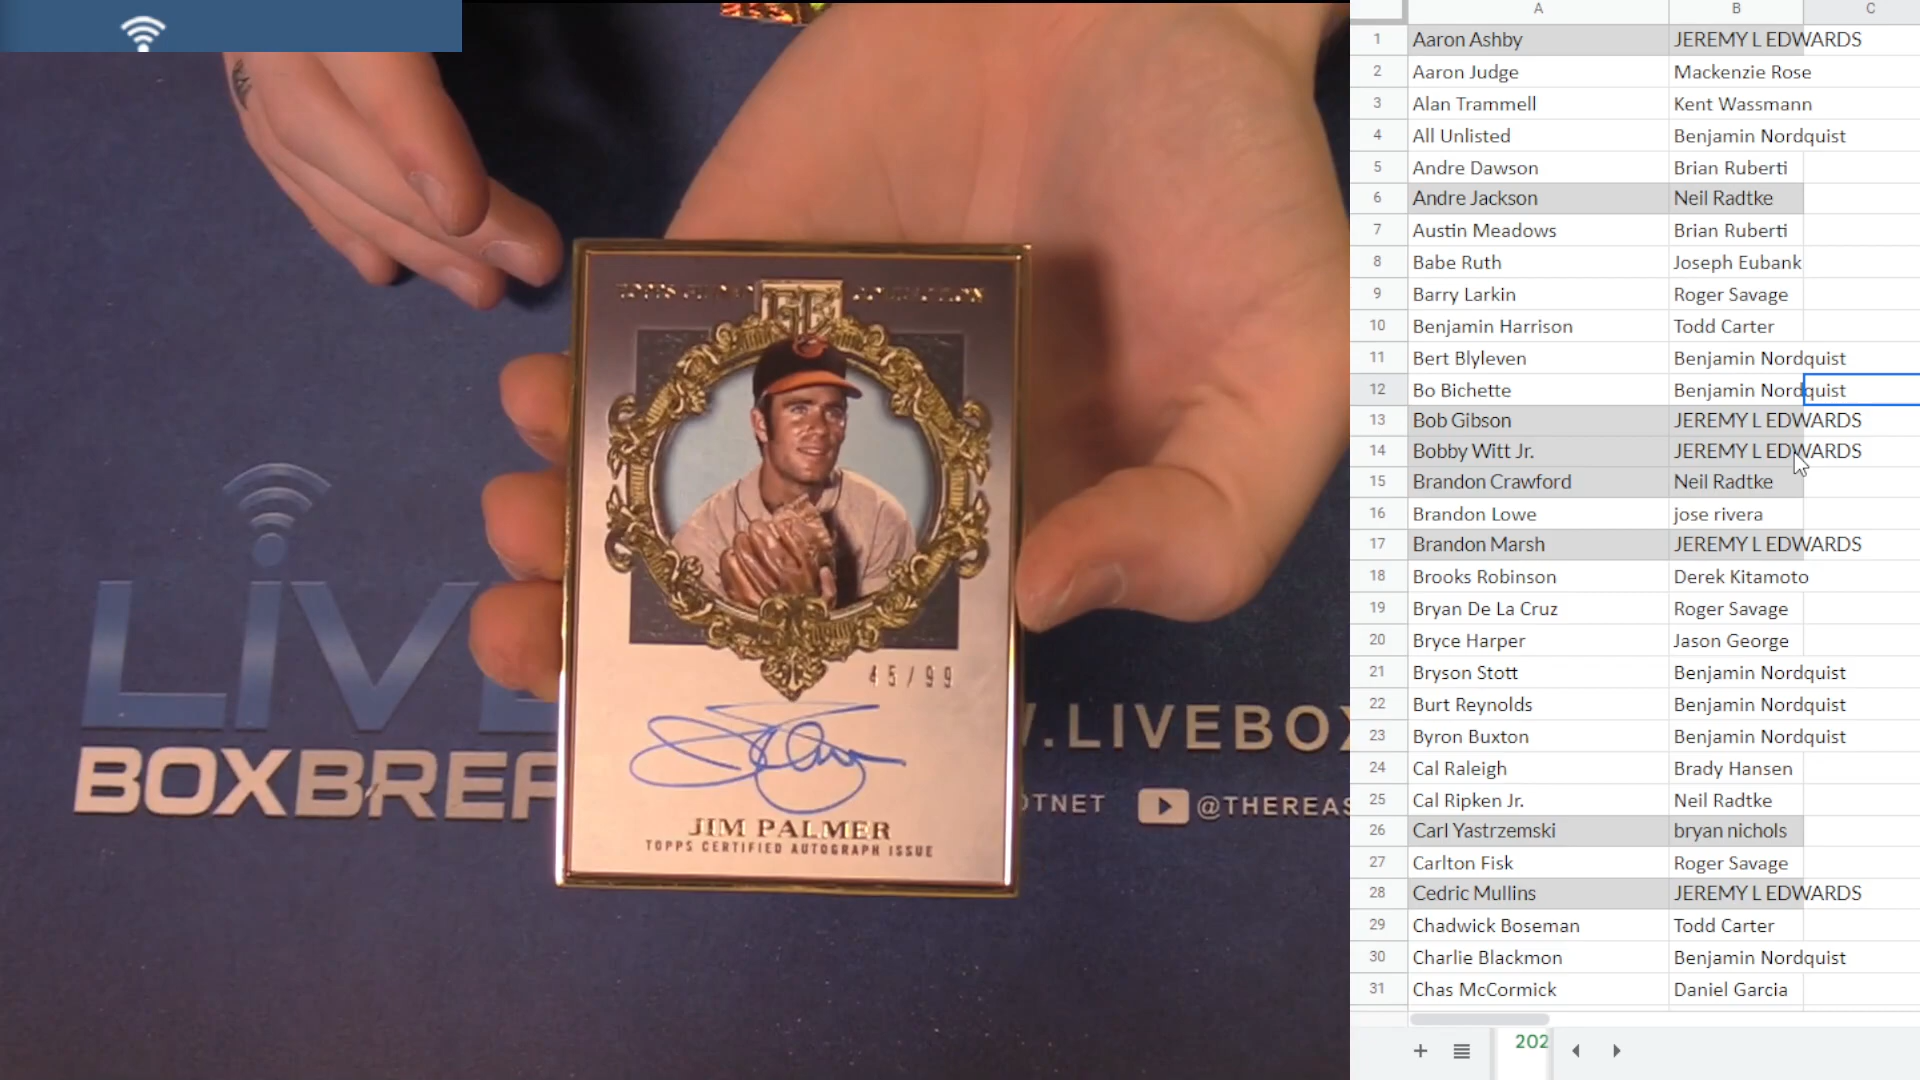 TOPPS
45/99
JIM PALMER
TOPPS CERTIFIED AUTOGRAPH ISSUE
LIVE
BOXBREA
W.LIVEBOX
OTNET
@THEREAS
A B C
1 Aaron Ashby JEREMY L EDWARDS
2 Aaron Judge Mackenzie Rose
3 Alan Trammell Kent Wassmann
4 All Unlisted Benjamin Nordquist
5 Andre Dawson Brian Ruberti
6 Andre Jackson Neil Radtke
7 Austin Meadows Brian Ruberti
8 Babe Ruth Joseph Eubank
9 Barry Larkin Roger Savage
10 Benjamin Harrison Todd Carter
11 Bert Blyleven Benjamin Nordquist
12 Bo Bichette Benjamin Nordquist
13 Bob Gibson JEREMY L EDWARDS
14 Bobby Witt Jr. JEREMY L EDWARDS
15 Brandon Crawford Neil Radtke
16 Brandon Lowe jose rivera
17 Brandon Marsh JEREMY L EDWARDS
18 Brooks Robinson Derek Kitamoto
19 Bryan De La Cruz Roger Savage
20 Bryce Harper Jason George
21 Bryson Stott Benjamin Nordquist
22 Burt Reynolds Benjamin Nordquist
23 Byron Buxton Benjamin Nordquist
24 Cal Raleigh Brady Hansen
25 Cal Ripken Jr. Neil Radtke
26 Carl Yastrzemski bryan nichols
27 Carlton Fisk Roger Savage
28 Cedric Mullins JEREMY L EDWARDS
29 Chadwick Boseman Todd Carter
30 Charlie Blackmon Benjamin Nordquist
31 Chas McCormick Daniel Garcia
202